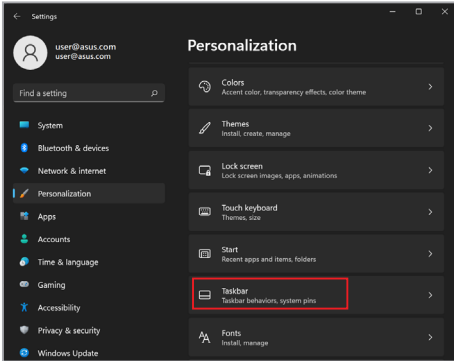 Settings
user@asus.com
user@asus.com
Find a setting
System
Bluetooth & devices
Network & internet
Personalization
Apps
Accounts
Time & language
Gaming
Accessibility
Privacy & security
Windows Update
Personalization
Colors
Accent color, transparency effects, color theme
Themes
Install, create, manage
Lock screen
Lock screen images, apps, animations
Touch keyboard
Themes, size
Start
Recent apps and items, folders
Taskbar
Taskbar behaviors, system pins
Fonts
Install, manage